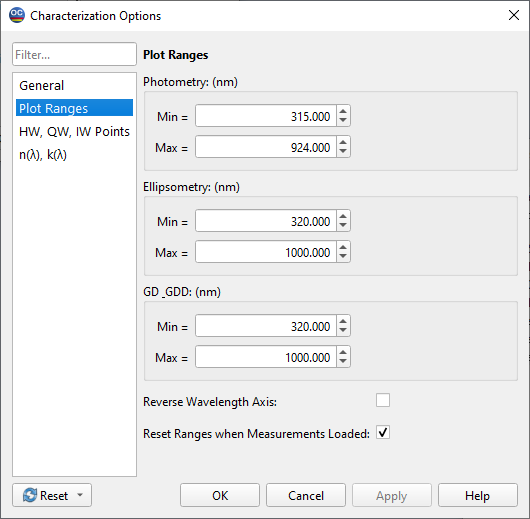 OC Characterization Options
Filter...
General
Plot Ranges
HW, QW, IW Points
n(λ), k(λ)
Plot Ranges
Photometry: (nm)
Min = 315.000
Max = 924.000
Ellipsometry: (nm)
Min = 320.000
Max = 1000.000
GD_GDD: (nm)
Min = 320.000
Max = 1000.000
Reverse Wavelength Axis:
Reset Ranges when Measurements Loaded:
Reset OK Cancel Apply Help